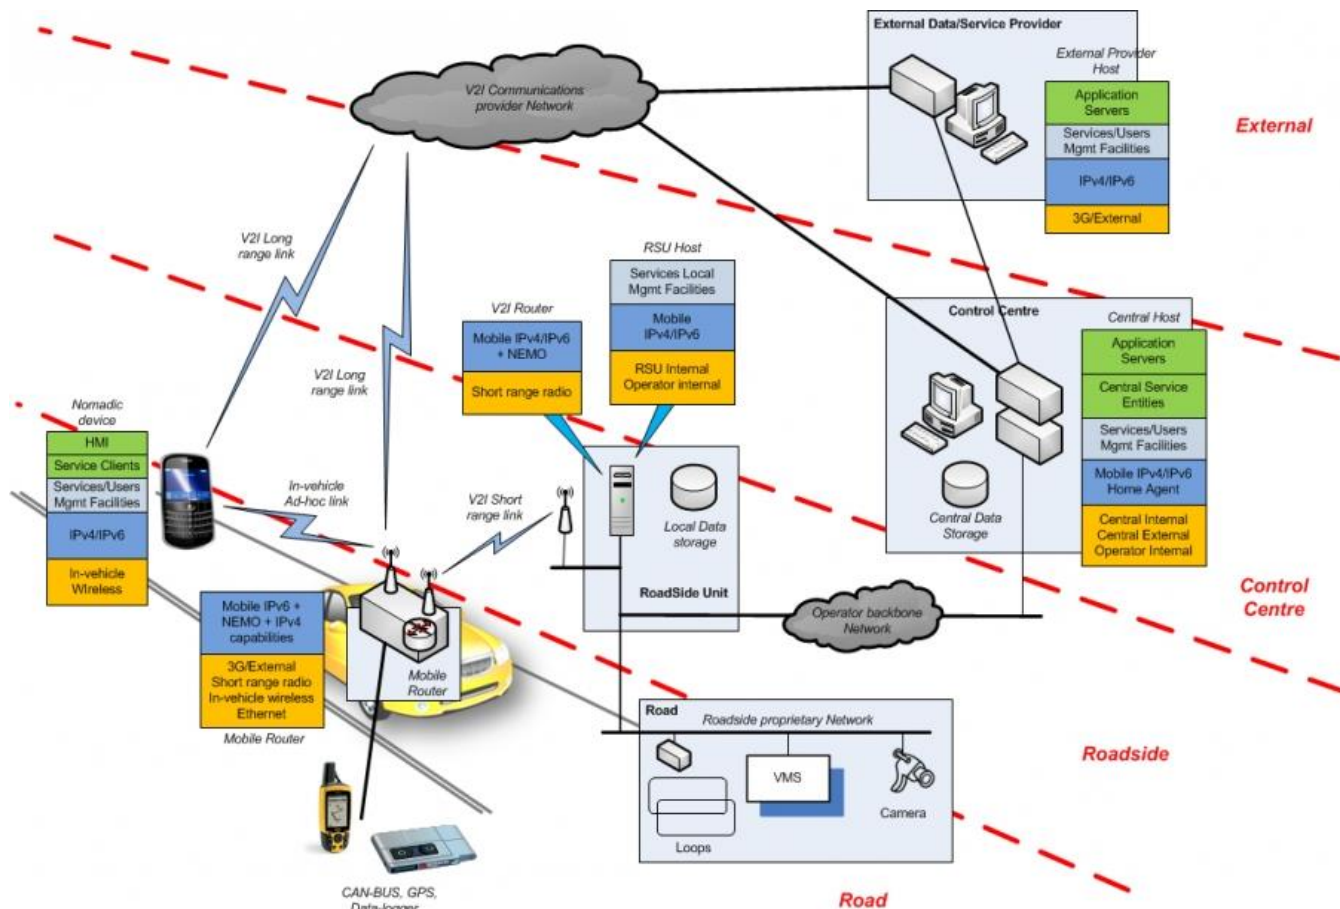 External Data/Service Provider
External Provider
Host
Application
Servers
Services/Users
Mgmt Facilities
IPv4/IPv6
3G/External
External
V2I Communications
provider Network
V2I Long
range link
V2I Long
range link
RSU Host
Services Local
Mgmt Facilities
Mobile
IPv4/IPv6
RSU Internal
Operator internal
V2I Router
Mobile IPv4/IPv6
+ NEMO
Short range radio
Control Centre
Central Host
Application
Servers
Central Service
Entities
Services/Users
Mgmt Facilities
Mobile IPv4/IPv6
Home Agent
Central Internal
Central External
Operator Internal
Central Data
Storage
Control
Centre
Nomadic
device
HMI
Service Clients
Services/Users
Mgmt Facilities
IPv4/IPv6
In-vehicle
WIreless
In-vehicle
Ad-hoc link
V2I Short
range link
Local Data
storage
RoadSide Unit
Operator backbone
Network
Mobile IPv6 +
NEMO + IPv4
capabilities
3G/External
Short range radio
In-vehicle wireless
Ethernet
Mobile Router
Mobile
Router
Road
Roadside proprietary Network
VMS
Loops
Camera
Roadside
CAN-BUS, GPS,
Data-logger
Road